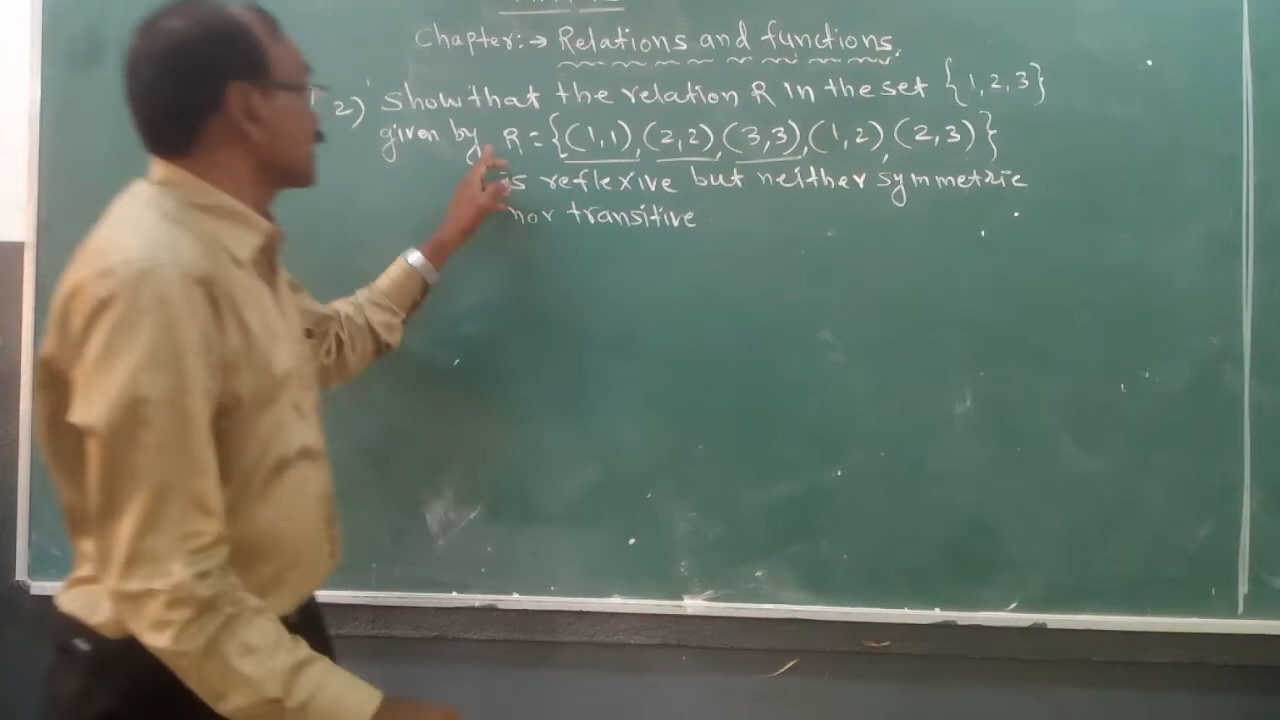 Chapter:→ Relations and functions.
2) Show that the relation R in the set {1,2,3}
given by R = {(1,1),(2,2),(3,3),(1,2),(2,3)}
is reflexive but neither symmetric
nor transitive